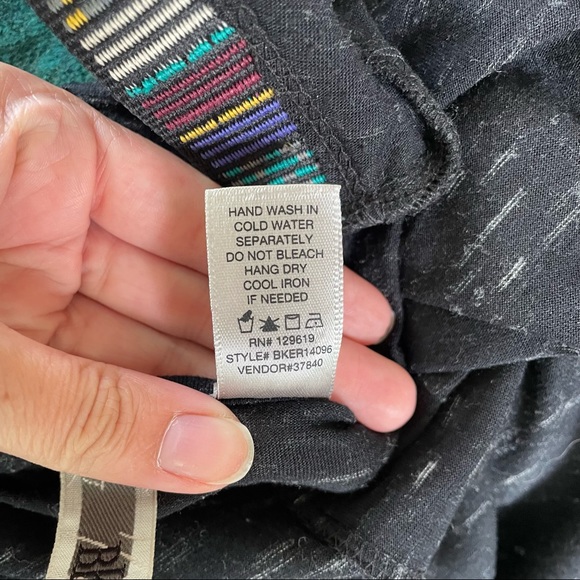 HAND WASH IN
COLD WATER
SEPARATELY
DO NOT BLEACH
HANG DRY
COOL IRON
IF NEEDED
RN# 129619
STYLE# BKER14096
VENDOR#37840